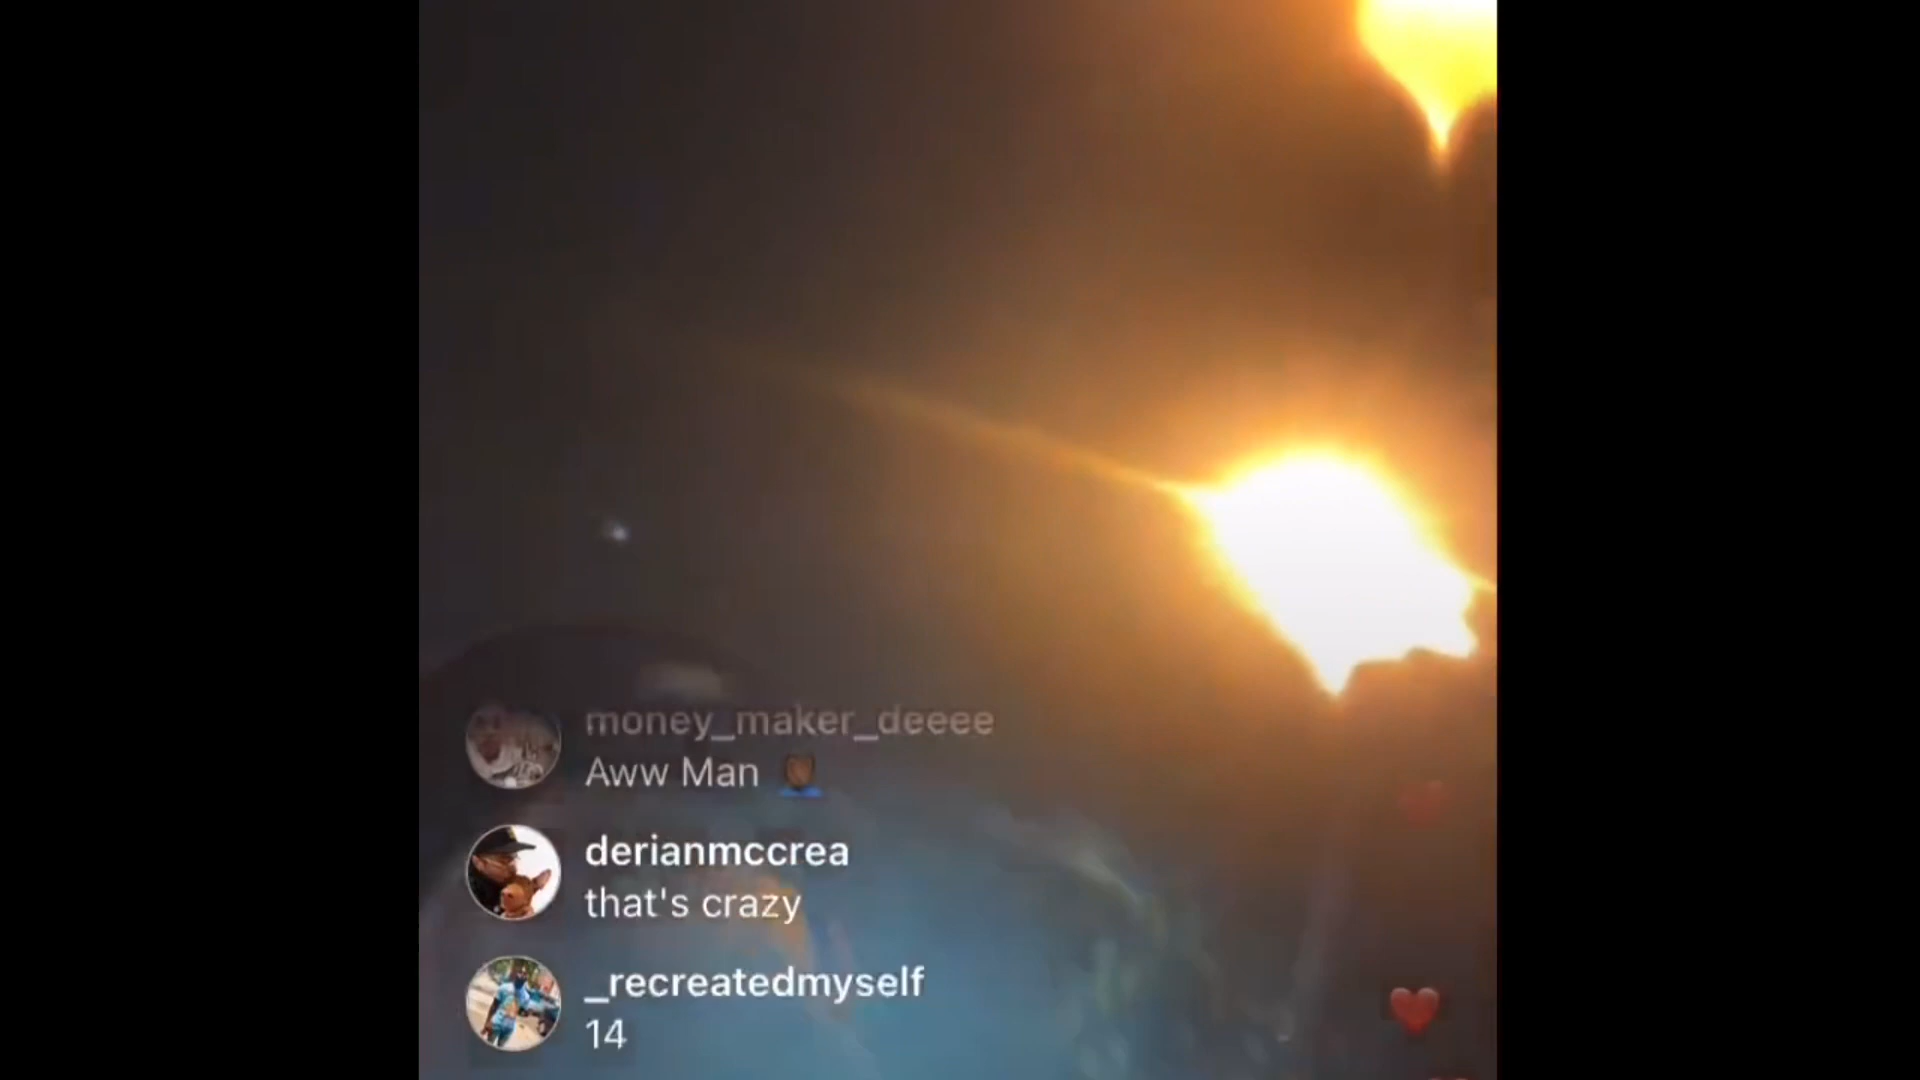 money_maker_deeee
Aww Man 🤦🏾
derianmccrea
that's crazy
_recreatedmyself
14